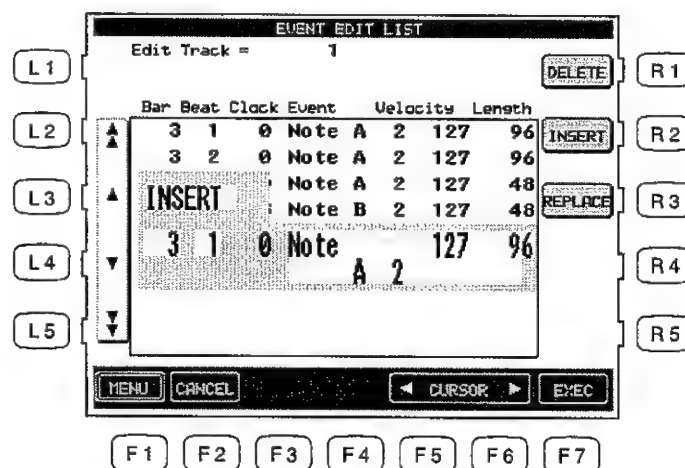 EVENT EDIT LIST
Edit Track = 1
L1
DELETE
R1
Bar Beat Clock Event Velocity Length
L2
3 1 0 Note A 2 127 96
INSERT
R2
3 2 0 Note A 2 127 96
L3
INSERT
Note A 2 127 48
REPLACE
R3
Note B 2 127 48
3 1 0 Note 127 96
L4
A 2
R4
L5
R5
MENU CANCEL ◄ CURSOR ► EXEC
F1 F2 F3 F4 F5 F6 F7